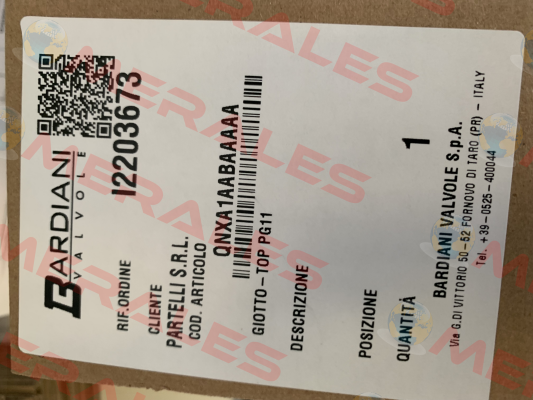 BARDIANI
VALVOLE
RIF.ORDINE
I2203673
CLIENTE
PARTELLI S.R.L.
COD. ARTICOLO
QNXA1AABAAAAA
GIOTTO-TOP PG11
DESCRIZIONE
POSIZIONE
QUANTITÀ
1
BARDIANI VALVOLE S.p.A.
Via G.DI VITTORIO 50-52 FORNOVO DI TARO (PR) - ITALY
Tel. +39-0525-400044
MERALES
MERALES
MERALES